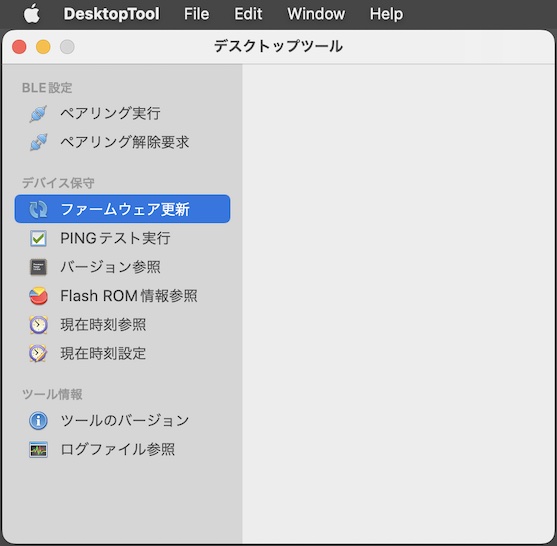 DesktopTool File Edit Window Help
デスクトップツール
BLE設定
ペアリング実行
ペアリング解除要求
デバイス保守
ファームウェア更新
PINGテスト実行
バージョン参照
Flash ROM情報参照
現在時刻参照
現在時刻設定
ツール情報
ツールのバージョン
ログファイル参照